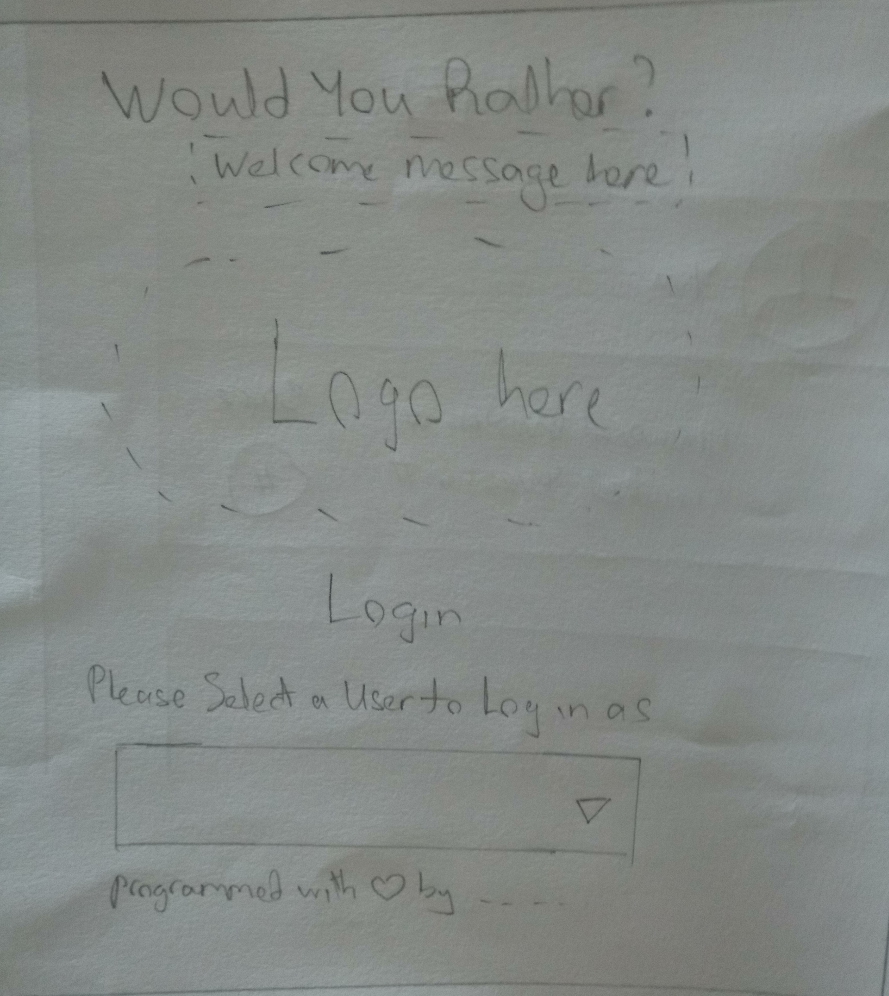 Would You Rather?
Welcome message here
Logo here
Login
Please Select a User to Log in as
programmed with ♡ by -----